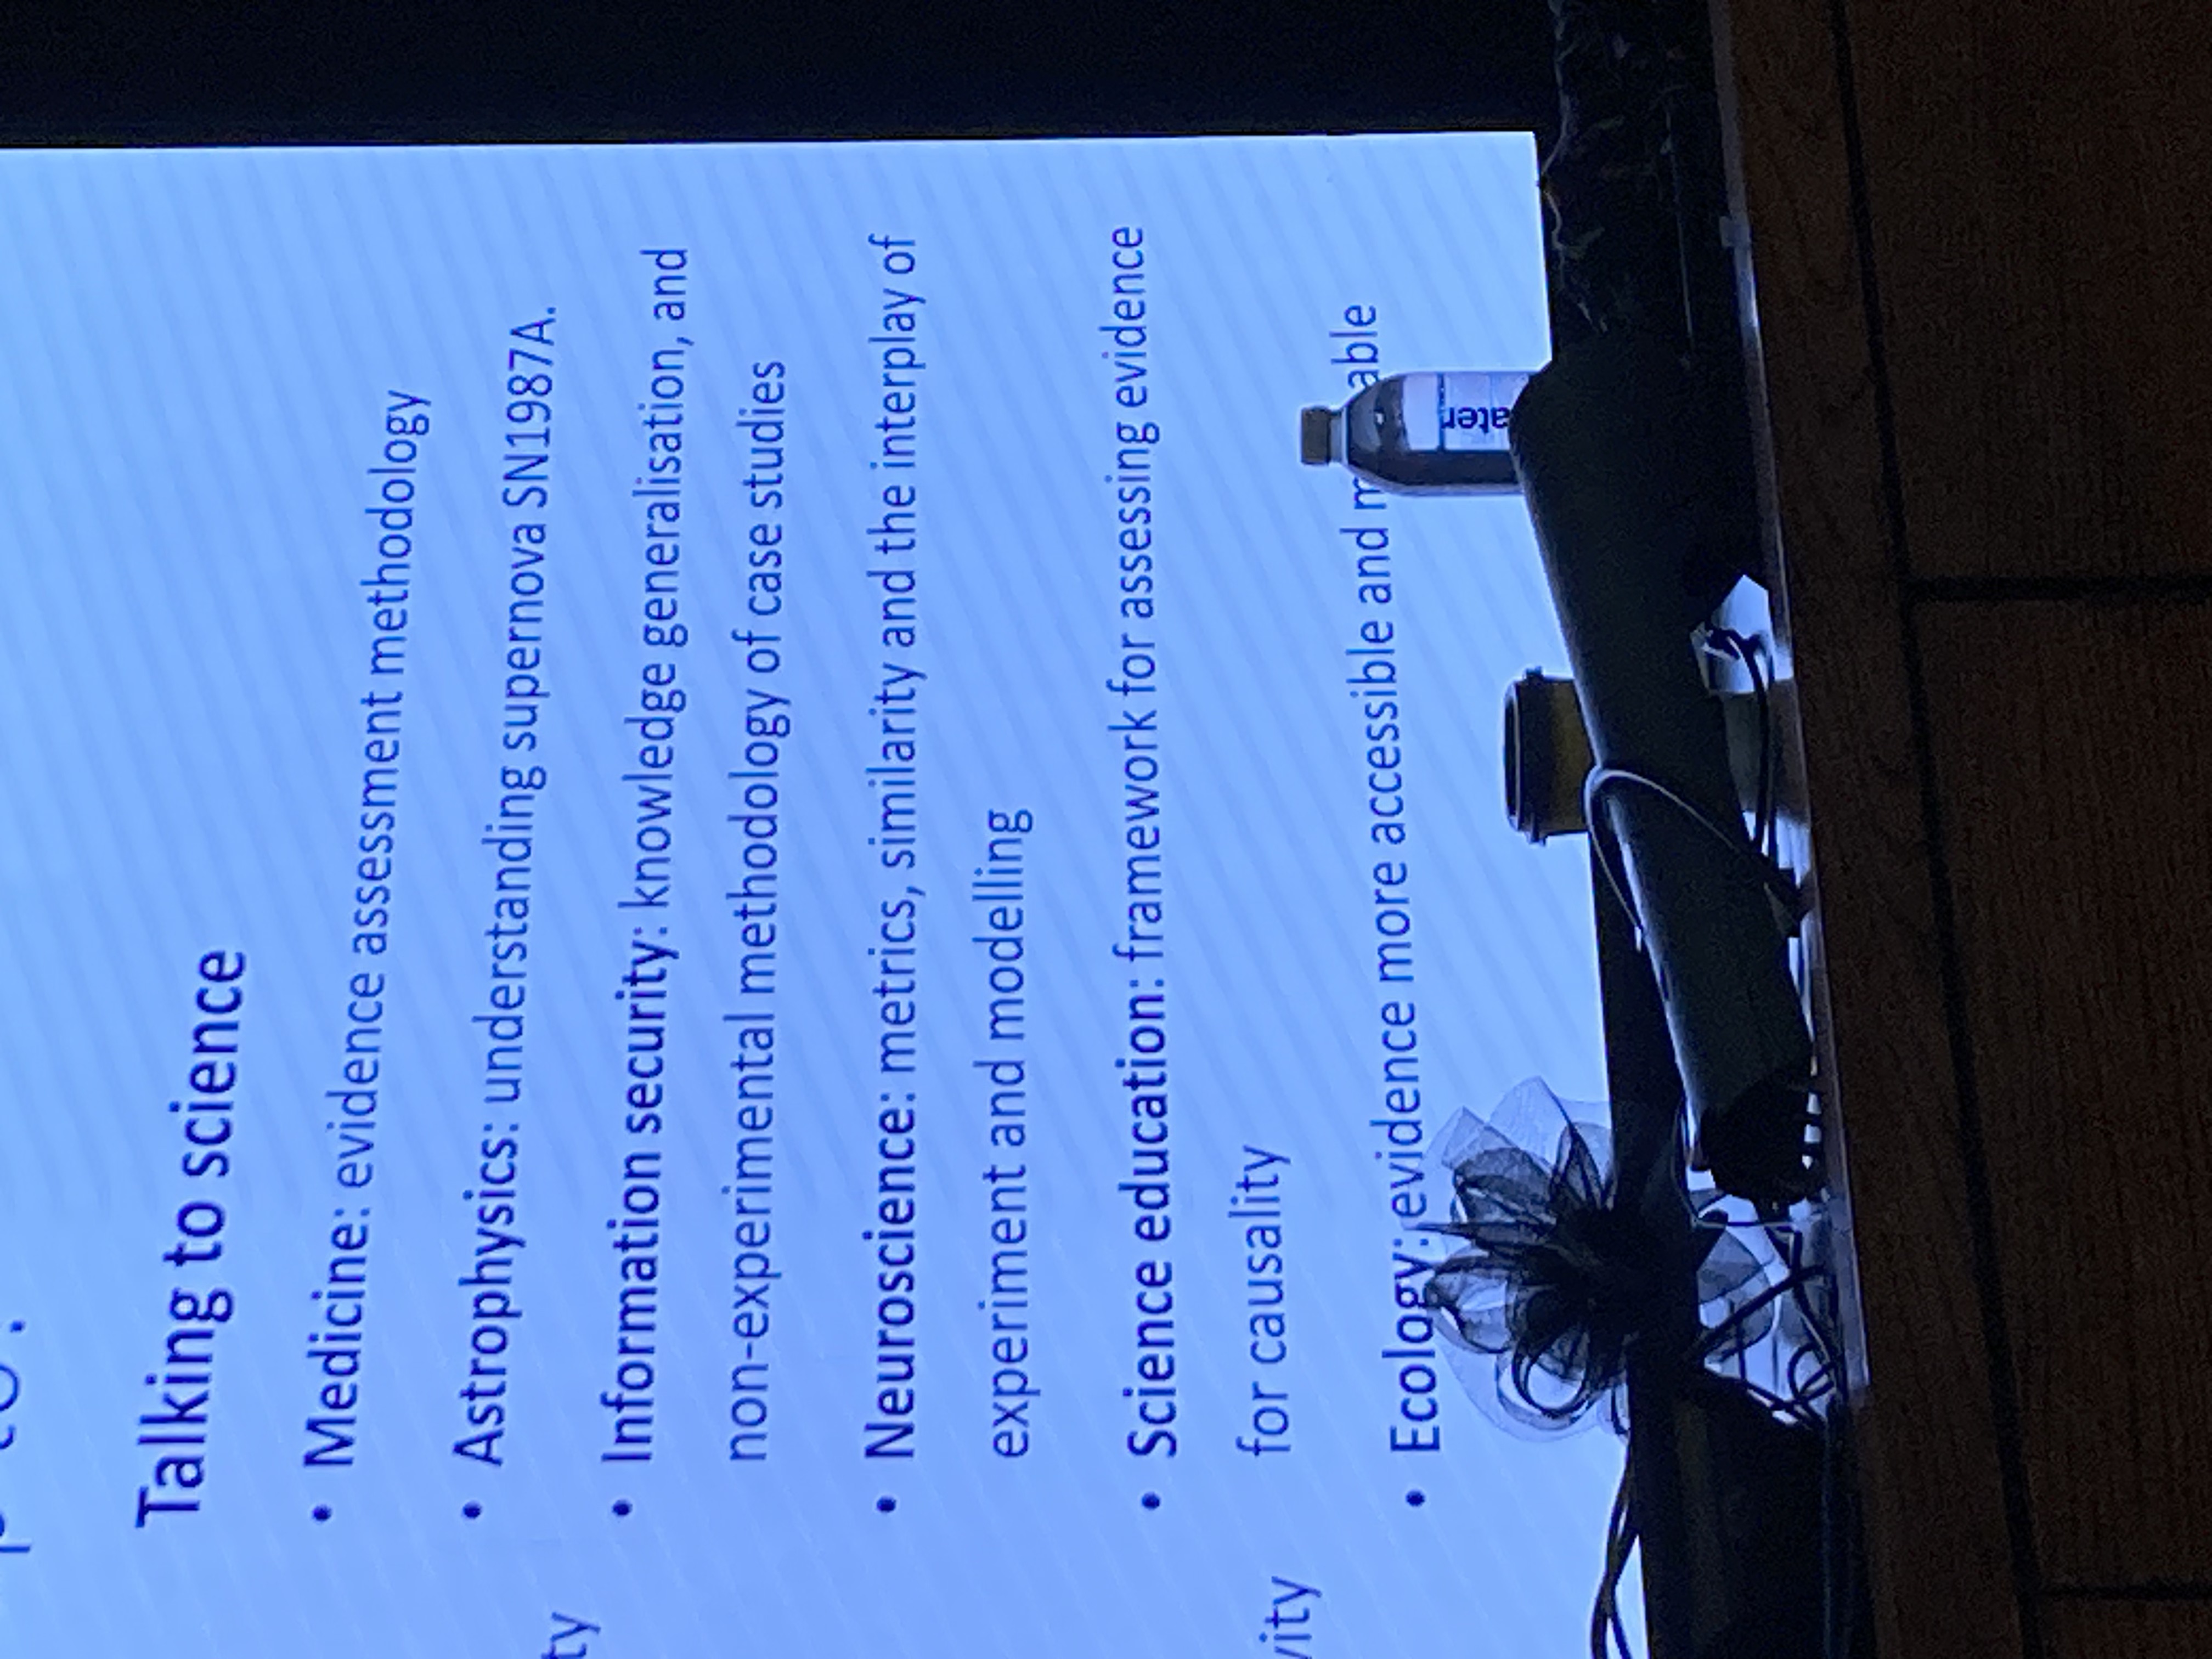 p to?
Talking to science
• Medicine: evidence assessment methodology
• Astrophysics: understanding supernova SN1987A.
ty
• Information security: knowledge generalisation, and
non-experimental methodology of case studies
• Neuroscience: metrics, similarity and the interplay of
experiment and modelling
• Science education: framework for assessing evidence
for causality
vity
• Ecology: evidence more accessible and
ater